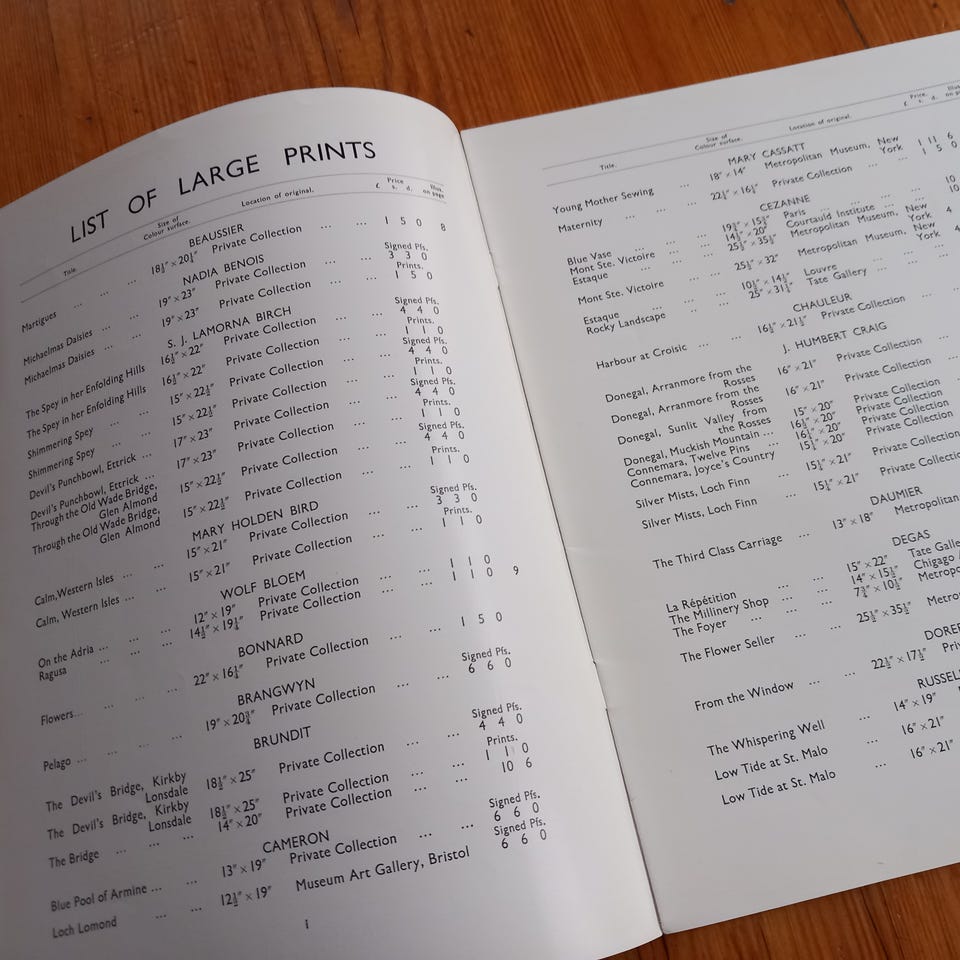 LIST OF LARGE PRINTS
Title. Size of Colour surface. Location of original. Price £ s. d. Illus. on page
BEAUSSIER
Martigues ... ... ... 18½″ × 20½″ Private Collection ... ... 1 5 0 8
NADIA BENOIS
Signed Pfs.
Michaelmas Daisies ... ... 19″ × 23″ Private Collection ... ... 3 3 0
Prints.
Michaelmas Daisies ... ... 19″ × 23″ Private Collection ... ... 1 5 0
S. J. LAMORNA BIRCH
Signed Pfs.
The Spey in her Enfolding Hills 16½″ × 22″ Private Collection ... ... 4 4 0
Prints.
The Spey in her Enfolding Hills 16½″ × 22″ Private Collection ... ... 1 1 0
Signed Pfs.
Shimmering Spey ... ... 15″ × 22½″ Private Collection ... ... 4 4 0
Prints.
Shimmering Spey ... ... 15″ × 22½″ Private Collection ... ... 1 1 0
Signed Pfs.
Devil's Punchbowl, Ettrick ... 17″ × 23″ Private Collection ... ... 4 4 0
Prints.
Devil's Punchbowl, Ettrick ... 17″ × 23″ Private Collection ... ... 1 1 0
Signed Pfs.
Through the Old Wade Bridge,
Glen Almond 15″ × 22½″ Private Collection ... ... 4 4 0
Prints.
Through the Old Wade Bridge,
Glen Almond 15″ × 22½″ Private Collection ... ... 1 1 0
MARY HOLDEN BIRD
Signed Pfs.
Calm, Western Isles ... ... 15″ × 21″ Private Collection ... ... 3 3 0
Prints.
Calm, Western Isles ... ... 15″ × 21″ Private Collection ... ... 1 1 0
WOLF BLOEM
On the Adria ... ... ... 12″ × 19″ Private Collection ... ... 1 1 0
Ragusa ... ... ... 14½″ × 19¼″ Private Collection ... ... 1 1 0 9
BONNARD
Flowers... ... ... ... 22″ × 16½″ Private Collection ... ... 1 5 0
BRANGWYN
Signed Pfs.
Pelago ... ... ... ... 19″ × 20¾″ Private Collection ... ... 6 6 0
BRUNDIT
Signed Pfs.
The Devil's Bridge, Kirkby
Lonsdale 18½″ × 25″ Private Collection ... ... 4 4 0
Prints.
The Devil's Bridge, Kirkby
Lonsdale 18½″ × 25″ Private Collection ... ... 1 1 0
The Bridge ... ... ... 14″ × 20″ Private Collection ... ... 10 6
CAMERON
Signed Pfs.
Blue Pool of Armine ... ... 13″ × 19″ Private Collection ... ... 6 6 0
Signed Pfs.
Loch Lomond ... ... 12½″ × 19″ Museum Art Gallery, Bristol 6 6 0
i
Title. Size of Colour surface. Location of original. Price. £ s. d. on page
MARY CASSATT
Young Mother Sewing ... 18″ × 14″ Metropolitan Museum, New York 1 11 6
Maternity ... ... ... 22½″ × 16½″ Private Collection ... ... 1 5 0
CEZANNE
Blue Vase ... ... Paris ... 10
Mont Ste. Victoire ... 14½″ × 20″ Courtauld Institute ... 10
Estaque ... ... 25½″ × 35½″ Metropolitan Museum, New York 4
Mont Ste. Victoire ... 25½″ × 32″ Metropolitan Museum, New York 4
Estaque ... ... Louvre ...
Rocky Landscape ... Tate Gallery ...
CHAULEUR
Harbour at Croisic ... ... 16½″ × 21½″ Private Collection ...
J. HUMBERT CRAIG
Donegal, Arranmore from the
Rosses 16″ × 21″ Private Collection ...
Donegal, Arranmore from the
Rosses 16″ × 21″ Private Collection ...
Donegal, Sunlit Valley from
the Rosses 15″ × 20″ Private Collection
Donegal, Muckish Mountain ... 16½″ × 20″ Private Collection
Connemara, Twelve Pins ... 16½″ × 20″ Private Collection
Connemara, Joyce's Country 15½″ × 20″ Private Collection
Silver Mists, Loch Finn ... 15½″ × 21″ Private Collection
Silver Mists, Loch Finn ... 15½″ × 21″ Private
DAUMIER
The Third Class Carriage ... 13″ × 18″ Metropolitan
DEGAS
La Répétition ... ... 15″ × 22″ Tate
The Millinery Shop ... ... 14″ × 15½″ Chigago
The Foyer ... ...
The Flower Seller ... ... 25½″ × 35½″
From the Window ... ... 22½″ × 17½″
The Whispering Well ... 14″ × 19″
Low Tide at St. Malo ... 16″ × 21″
Low Tide at St. Malo ... 16″ × 21″